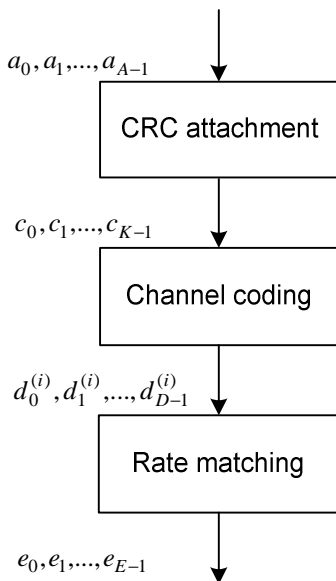 a_0, a_1,..., a_{A-1}
CRC attachment
c_0, c_1,..., c_{K-1}
Channel coding
d_0^{(i)}, d_1^{(i)},..., d_{D-1}^{(i)}
Rate matching
e_0, e_1,..., e_{E-1}